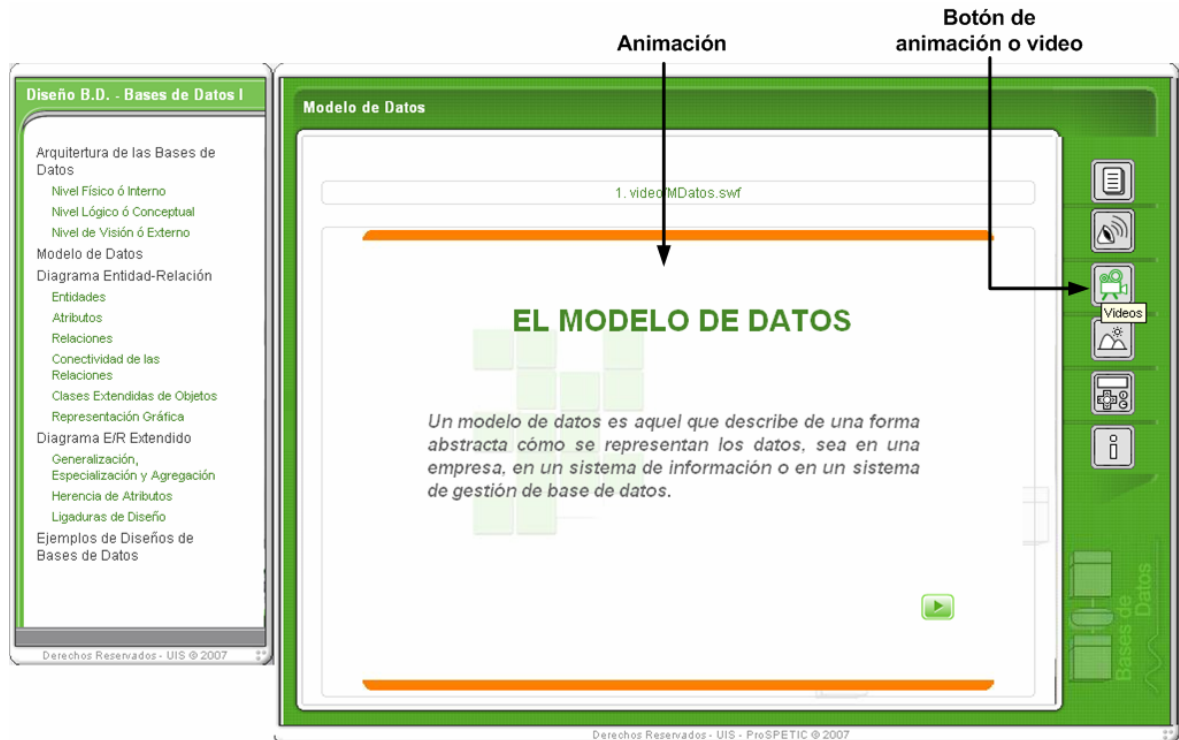 Animación
Botón de
animación o video
Diseño B.D. - Bases de Datos I
Arquitertura de las Bases de
Datos
Nivel Físico ó Interno
Nivel Lógico ó Conceptual
Nivel de Visión ó Externo
Modelo de Datos
Diagrama Entidad-Relación
Entidades
Atributos
Relaciones
Conectividad de las
Relaciones
Clases Extendidas de Objetos
Representación Gráfica
Diagrama E/R Extendido
Generalización,
Especialización y Agregación
Herencia de Atributos
Ligaduras de Diseño
Ejemplos de Diseños de
Bases de Datos
Derechos Reservados - UIS © 2007
Modelo de Datos
1. video/MDatos.swf
EL MODELO DE DATOS
Un modelo de datos es aquel que describe de una forma
abstracta cómo se representan los datos, sea en una
empresa, en un sistema de información o en un sistema
de gestión de base de datos.
Videos
Bases de
Datos
Derechos Reservados - UIS - ProSPETIC © 2007